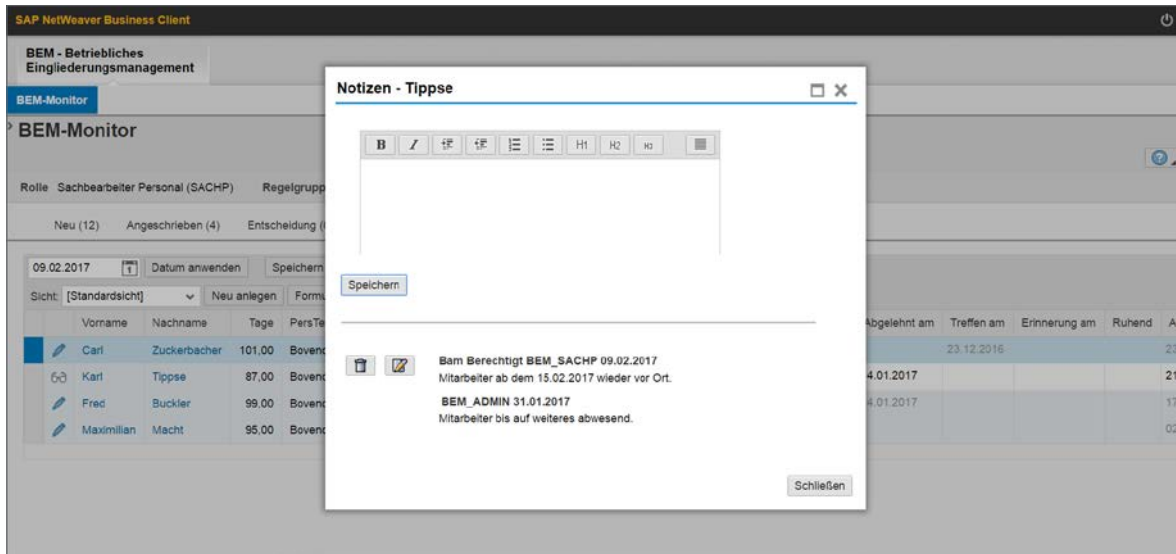 SAP NetWeaver Business Client
BEM - Betriebliches
Eingliederungsmanagement
BEM-Monitor
BEM-Monitor
Rolle Sachbearbeiter Personal (SACHP) Regelgrupp
Neu (12) Angeschrieben (4) Entscheidung
09.02.2017 Datum anwenden Speichern
Sicht: [Standardsicht] Neu anlegen Formu
Vorname Nachname Tage PersTe Abgelehnt am Treffen am Erinnerung am Ruhend A
Carl Zuckerbacher 101,00 Bovend 23.12.2016 23
Karl Tippse 87,00 Bovend 4.01.2017 21
Fred Buckler 99,00 Bovend 4.01.2017 17
Maximilian Macht 95,00 Bovend 02
Notizen - Tippse
B I H1 H2 H3
Speichern
Bam Berechtigt BEM_SACHP 09.02.2017
Mitarbeiter ab dem 15.02.2017 wieder vor Ort.
BEM_ADMIN 31.01.2017
Mitarbeiter bis auf weiteres abwesend.
Schließen